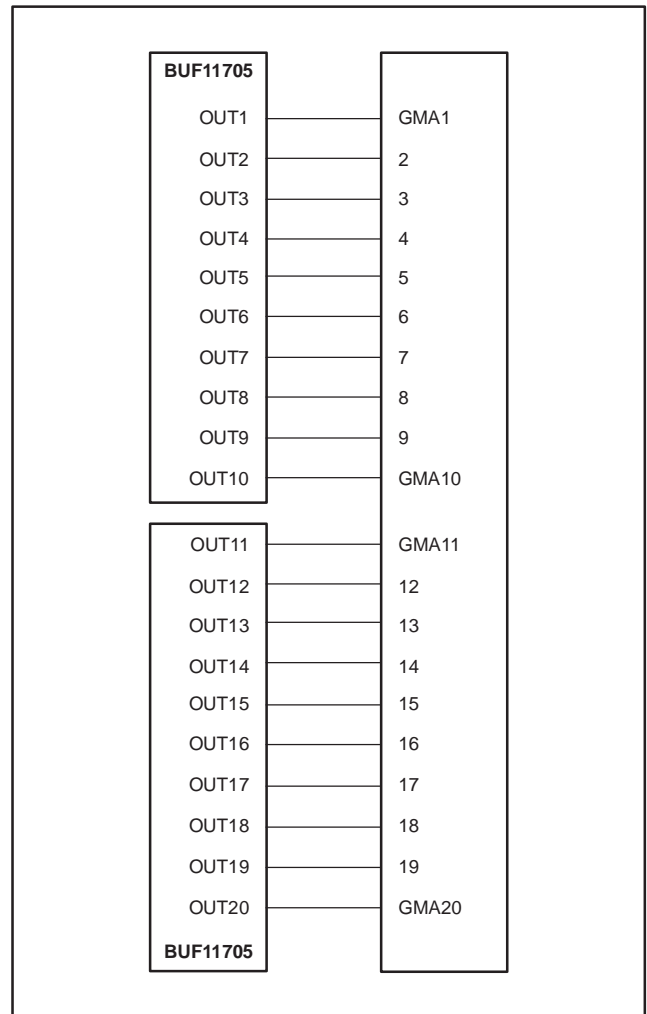 BUF11705
OUT1 GMA1
OUT2 2
OUT3 3
OUT4 4
OUT5 5
OUT6 6
OUT7 7
OUT8 8
OUT9 9
OUT10 GMA10
OUT11 GMA11
OUT12 12
OUT13 13
OUT14 14
OUT15 15
OUT16 16
OUT17 17
OUT18 18
OUT19 19
OUT20 GMA20
BUF11705